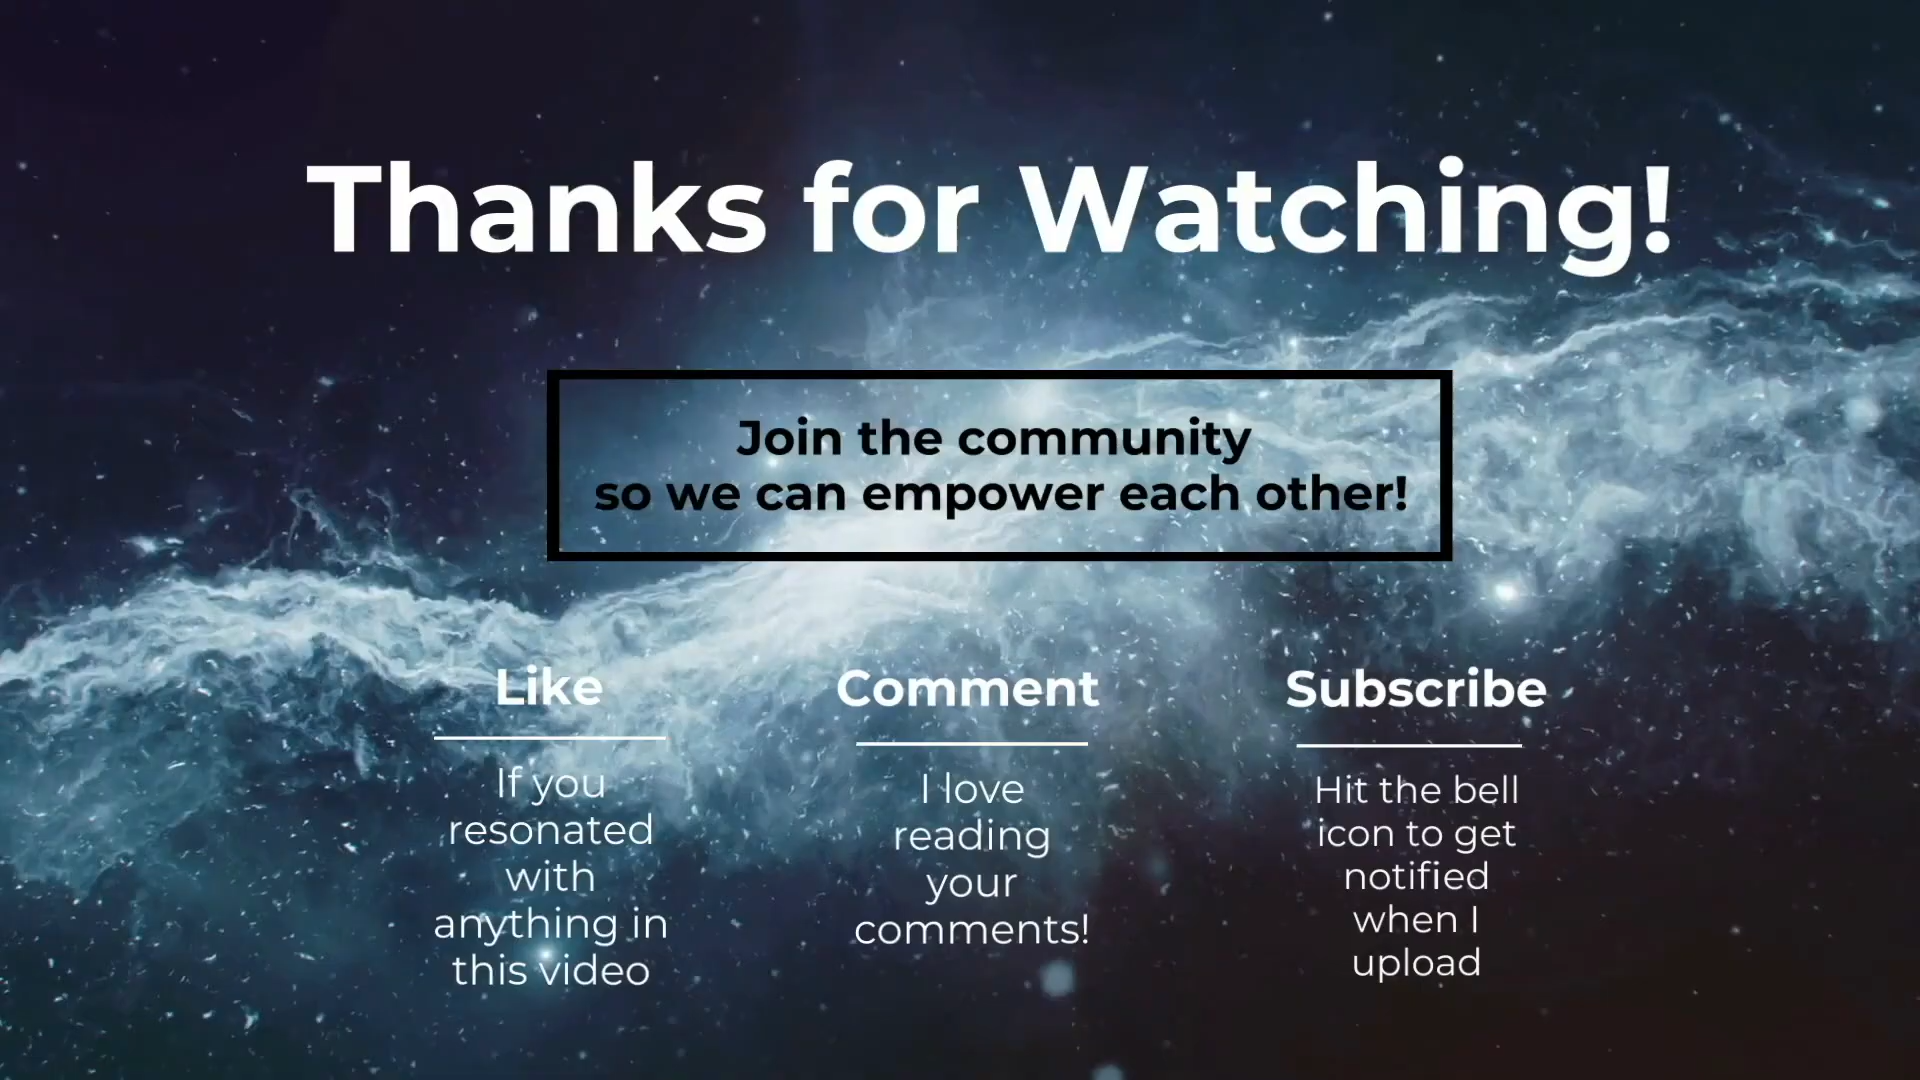 Thanks for Watching!
Join the community
so we can empower each other!
Like
If you
resonated
with
anything in
this video
Comment
I love
reading
your
comments!
Subscribe
Hit the bell
icon to get
notified
when I
upload